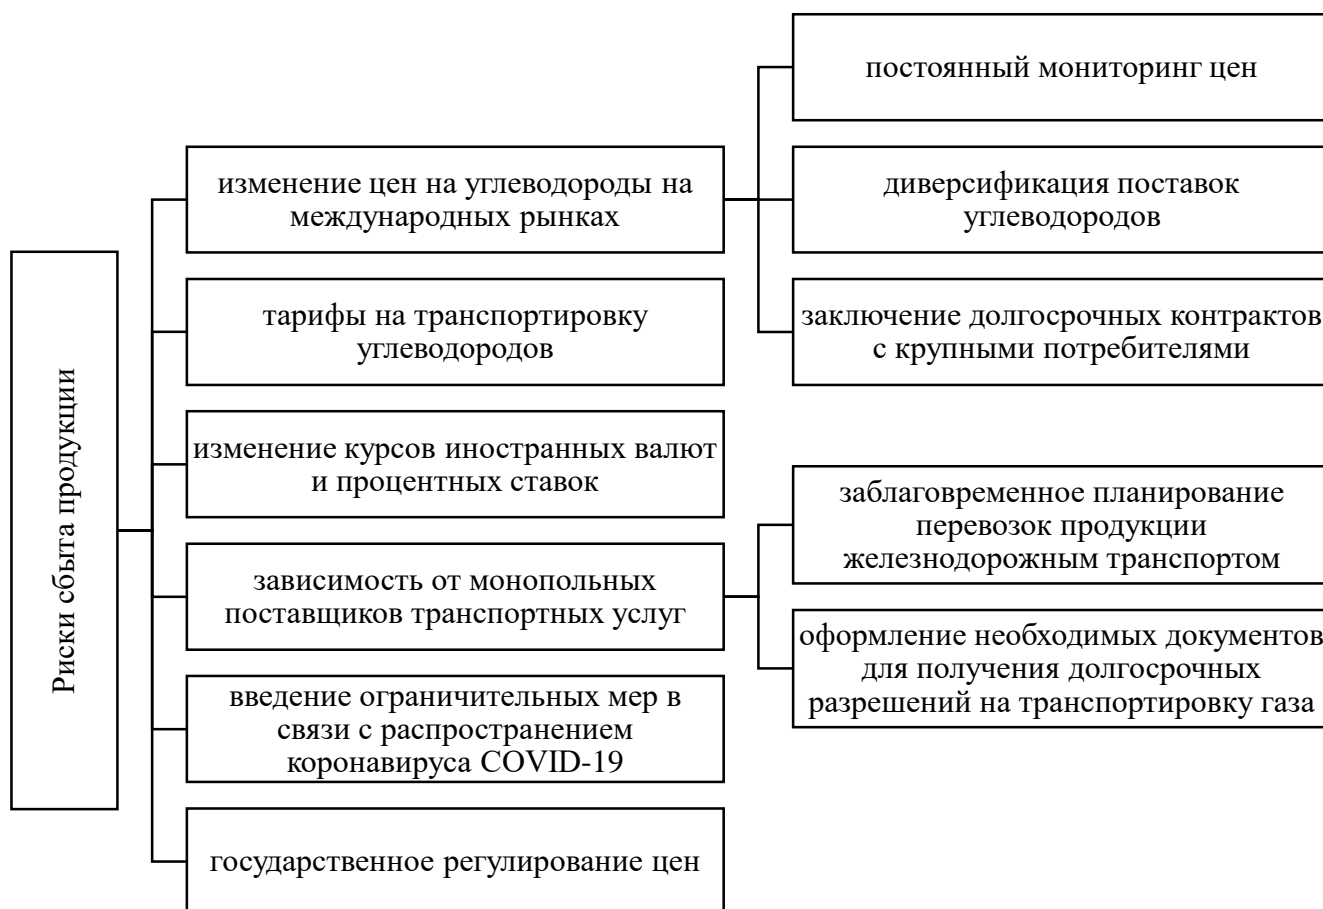 Риски сбыта продукции
изменение цен на углеводороды на
международных рынках
постоянный мониторинг цен
диверсификация поставок
углеводородов
заключение долгосрочных контрактов
с крупными потребителями
тарифы на транспортировку
углеводородов
изменение курсов иностранных валют
и процентных ставок
зависимость от монопольных
поставщиков транспортных услуг
заблаговременное планирование
перевозок продукции
железнодорожным транспортом
оформление необходимых документов
для получения долгосрочных
разрешений на транспортировку газа
введение ограничительных мер в
связи с распространением
коронавируса COVID-19
государственное регулирование цен